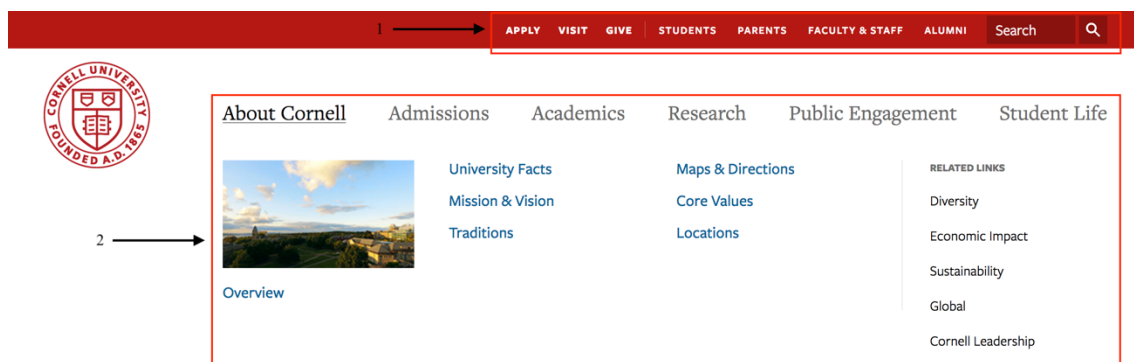 1
APPLY VISIT GIVE STUDENTS PARENTS FACULTY & STAFF ALUMNI Search
CORNELL UNIVERSITY
FOUNDED A.D. 1865
About Cornell Admissions Academics Research Public Engagement Student Life
University Facts Maps & Directions RELATED LINKS
Mission & Vision Core Values Diversity
Traditions Locations Economic Impact
2
Sustainability
Overview
Global
Cornell Leadership